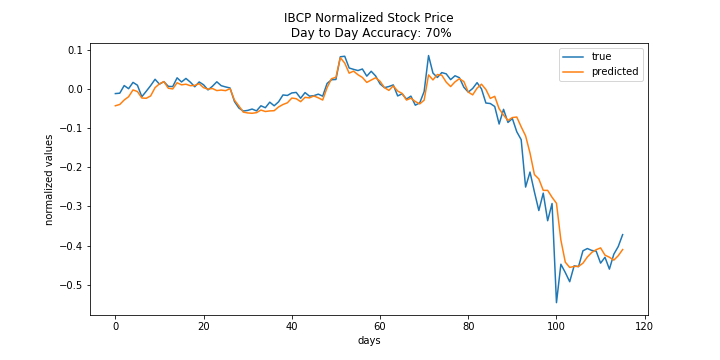 IBCP Normalized Stock Price
Day to Day Accuracy: 70%
true
predicted
normalized values
0.1
0.0
−0.1
−0.2
−0.3
−0.4
−0.5
0
20
40
60
80
100
120
days